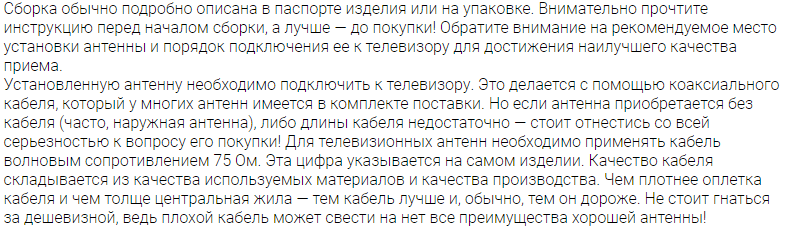 Сборка обычно подробно описана в паспорте изделия или на упаковке. Внимательно прочтите
инструкцию перед началом сборки, а лучше — до покупки! Обратите внимание на рекомендуемое место
установки антенны и порядок подключения ее к телевизору для достижения наилучшего качества
приема.
Установленную антенну необходимо подключить к телевизору. Это делается с помощью коаксиального
кабеля, который у многих антенн имеется в комплекте поставки. Но если антенна приобретается без
кабеля (часто, наружная антенна), либо длины кабеля недостаточно — стоит отнестись со всей
серьезностью к вопросу его покупки! Для телевизионных антенн необходимо применять кабель
волновым сопротивлением 75 Ом. Эта цифра указывается на самом изделии. Качество кабеля
складывается из качества используемых материалов и качества производства. Чем плотнее оплетка
кабеля и чем толще центральная жила — тем кабель лучше и, обычно, тем он дороже. Не стоит гнаться
за дешевизной, ведь плохой кабель может свести на нет все преимущества хорошей антенны!